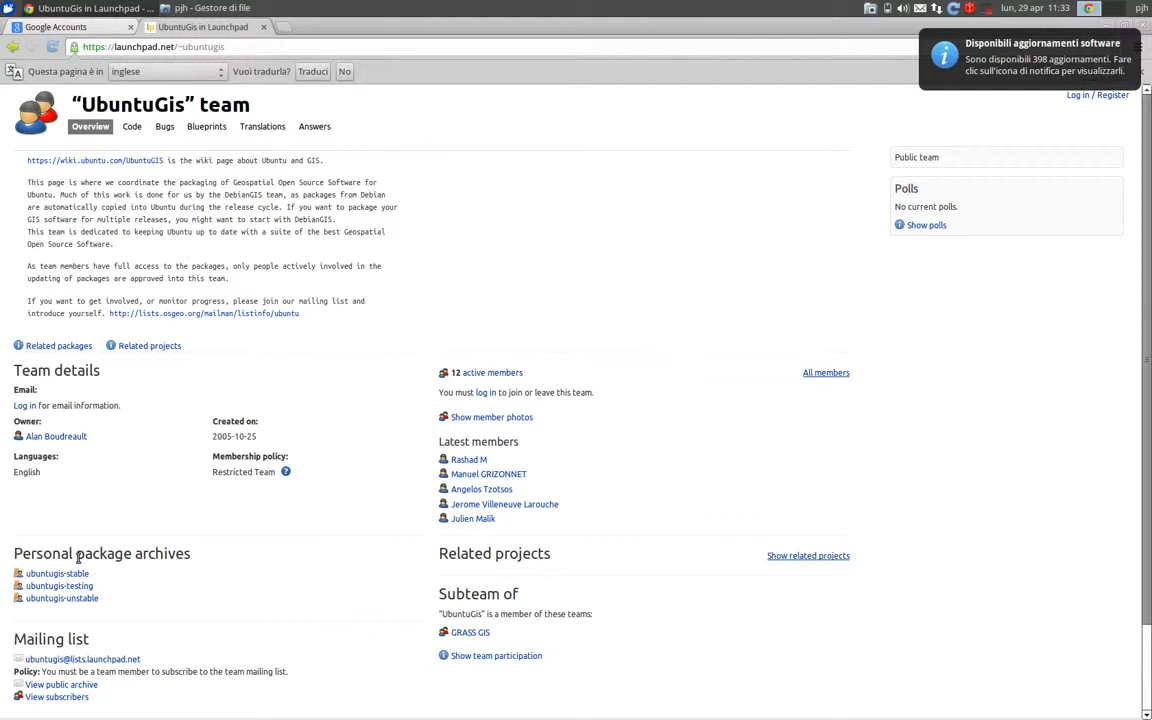 UbuntuGis in Launchpad - ...
pjh - Gestore di file
lun, 29 apr 11:33
pjh
Google Accounts
UbuntuGis in Launchpad
https://launchpad.net/~ubuntugis
Questa pagina è in
inglese
Vuoi tradurla?
Traduci
No
Disponibili aggiornamenti software
Sono disponibili 398 aggiornamenti. Fare
clic sull'icona di notifica per visualizzarli.
“UbuntuGis” team
Log in / Register
Overview
Code
Bugs
Blueprints
Translations
Answers
https://wiki.ubuntu.com/UbuntuGIS is the wiki page about Ubuntu and GIS.
This page is where we coordinate the packaging of Geospatial Open Source Software for
Ubuntu. Much of this work is done for us by the DebianGIS team, as packages from Debian
are automatically copied into Ubuntu during the release cycle. If you want to package your
GIS software for multiple releases, you might want to start with DebianGIS.
This team is dedicated to keeping Ubuntu up to date with a suite of the best Geospatial
Open Source Software.
As team members have full access to the packages, only people actively involved in the
updating of packages are approved into this team.
If you want to get involved, or monitor progress, please join our mailing list and
introduce yourself. http://lists.osgeo.org/mailman/listinfo/ubuntu
Public team
Polls
No current polls.
Show polls
Related packages
Related projects
Team details
Email:
Log in for email information.
Owner:
Alan Boudreault
Created on:
2005-10-25
Languages:
English
Membership policy:
Restricted Team
12 active members
All members
You must log in to join or leave this team.
Show member photos
Latest members
Rashad M
Manuel GRIZONNET
Angelos Tzotsos
Jerome Villeneuve Larouche
Julien Malik
Personal package archives
ubuntugis-stable
ubuntugis-testing
ubuntugis-unstable
Related projects
Show related projects
Subteam of
“UbuntuGis” is a member of these teams:
GRASS GIS
Show team participation
Mailing list
ubuntugis@lists.launchpad.net
Policy: You must be a team member to subscribe to the team mailing list.
View public archive
View subscribers